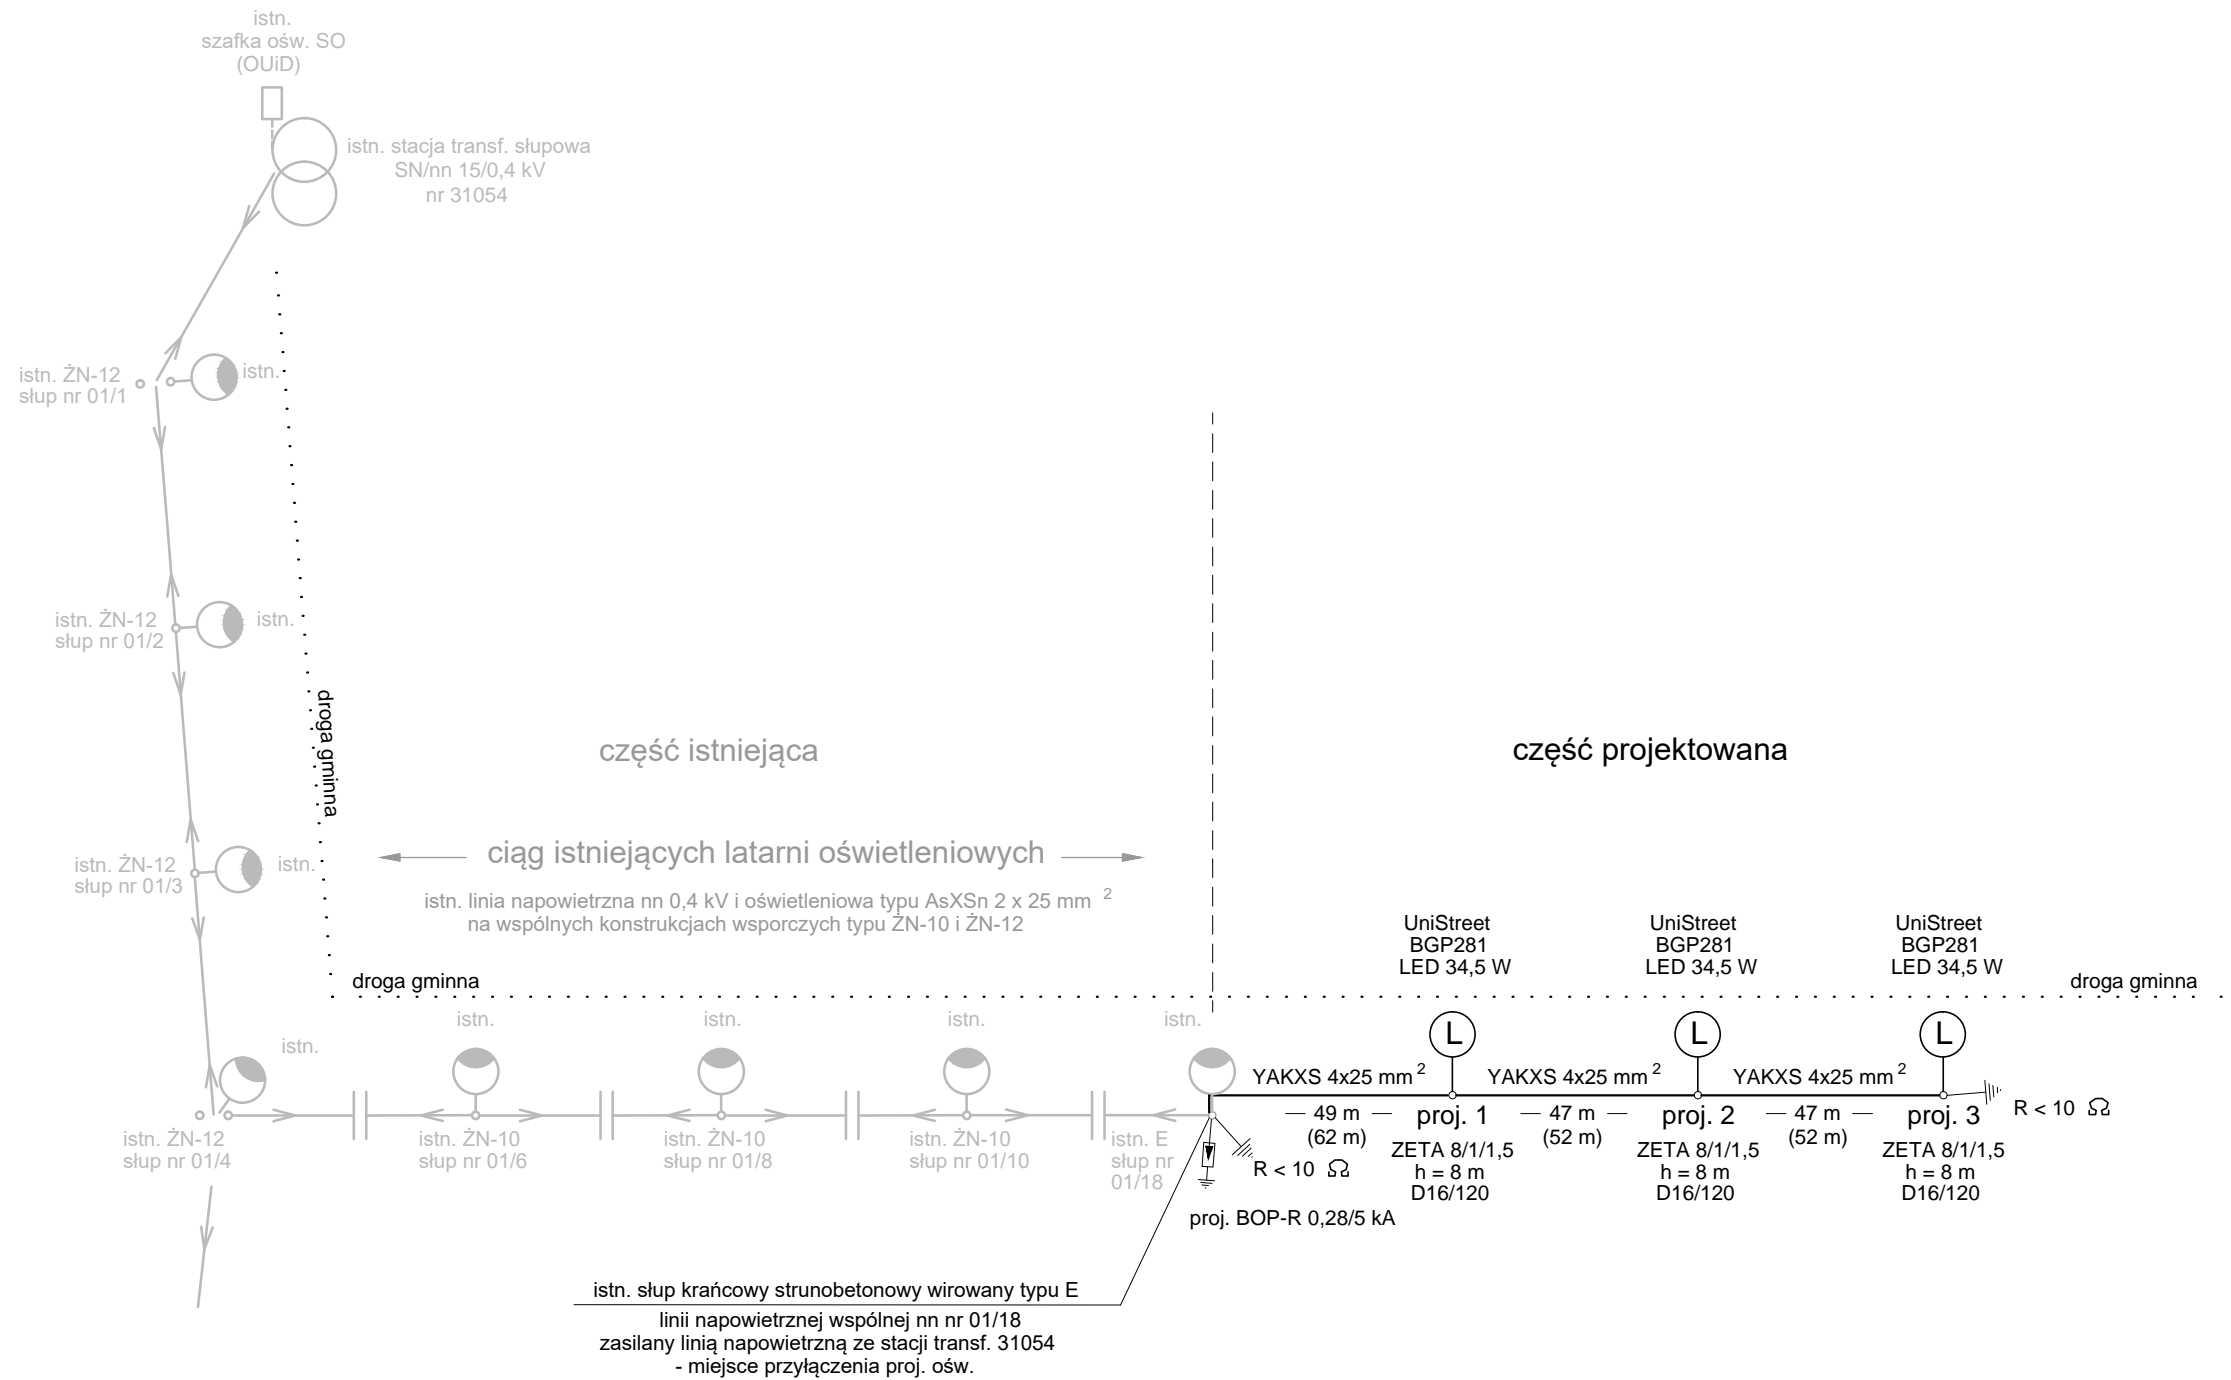 istn.
szafka ośw. SO
(OUiD)
istn. stacja transf. słupowa
SN/nn 15/0,4 kV
nr 31054
istn. ŻN-12
słup nr 01/1
istn.
istn. ŻN-12
słup nr 01/2
istn.
droga gminna
część istniejąca
część projektowana
istn. ŻN-12
słup nr 01/3
istn.
ciąg istniejących latarni oświetleniowych
istn. linia napowietrzna nn 0,4 kV i oświetleniowa typu AsXSn 2 x 25 mm 2
na wspólnych konstrukcjach wsporczych typu ŻN-10 i ŻN-12
UniStreet
BGP281
LED 34,5 W
UniStreet
BGP281
LED 34,5 W
UniStreet
BGP281
LED 34,5 W
droga gminna
droga gminna
istn.
istn.
istn.
istn.
istn.
L
L
L
YAKXS 4x25 mm 2
YAKXS 4x25 mm 2
YAKXS 4x25 mm 2
istn. ŻN-12
słup nr 01/4
istn. ŻN-10
słup nr 01/6
istn. ŻN-10
słup nr 01/8
istn. ŻN-10
słup nr 01/10
istn. E
słup nr
01/18
R < 10 Ω
proj. BOP-R 0,28/5 kA
49 m
(62 m)
proj. 1
ZETA 8/1/1,5
h = 8 m
D16/120
47 m
(52 m)
proj. 2
ZETA 8/1/1,5
h = 8 m
D16/120
47 m
(52 m)
proj. 3
ZETA 8/1/1,5
h = 8 m
D16/120
R < 10 Ω
istn. słup krańcowy strunobetonowy wirowany typu E
linii napowietrznej wspólnej nn nr 01/18
zasilany linią napowietrzną ze stacji transf. 31054
- miejsce przyłączenia proj. ośw.